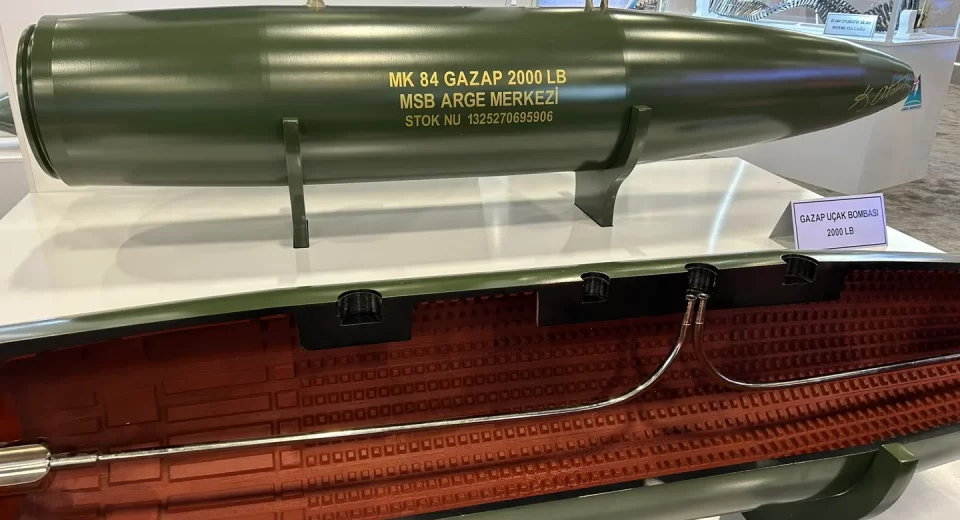 MK 84 GAZAP 2000 LB
MSB ARGE MERKEZİ
STOK NU 1325270695906
GAZAP UÇAK BOMBASI
2000 LB